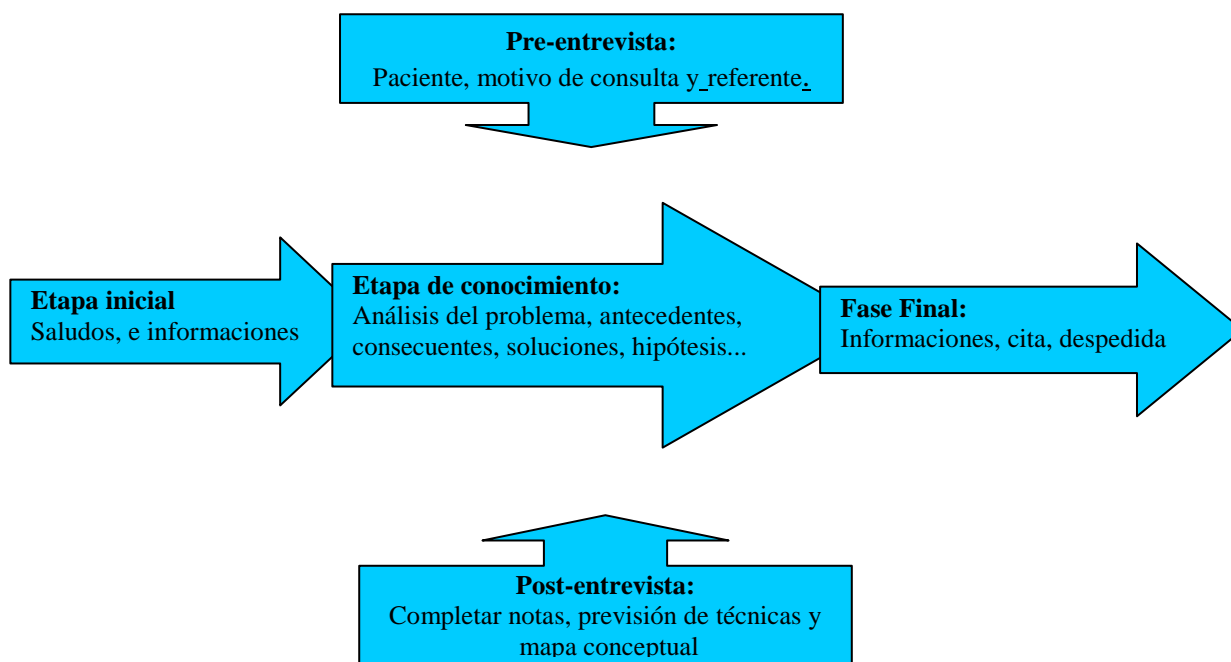 Pre-entrevista:
Paciente, motivo de consulta y referente.
Etapa inicial
Saludos, e informaciones
Etapa de conocimiento:
Análisis del problema, antecedentes,
consecuentes, soluciones, hipótesis...
Fase Final:
Informaciones, cita, despedida
Post-entrevista:
Completar notas, previsión de técnicas y
mapa conceptual